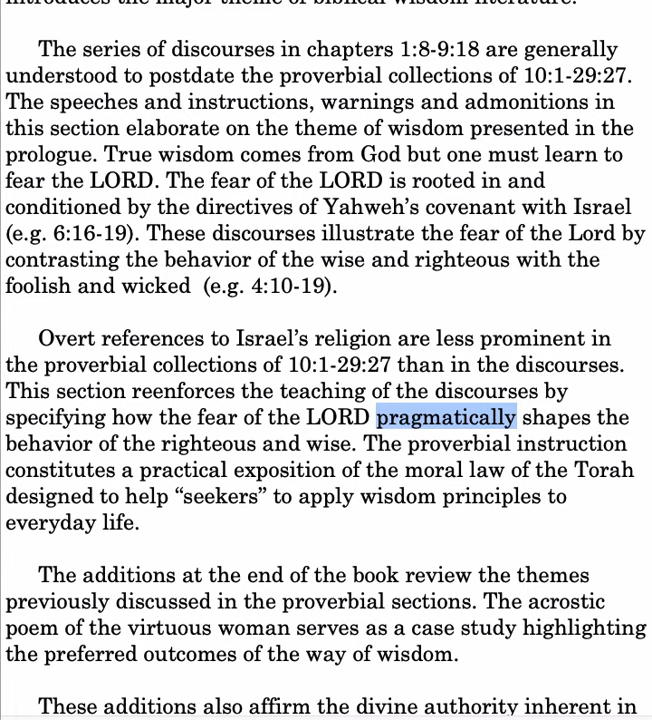 introduces the major theme of biblical wisdom literature.
The series of discourses in chapters 1:8-9:18 are generally
understood to postdate the proverbial collections of 10:1-29:27.
The speeches and instructions, warnings and admonitions in
this section elaborate on the theme of wisdom presented in the
prologue. True wisdom comes from God but one must learn to
fear the LORD. The fear of the LORD is rooted in and
conditioned by the directives of Yahweh’s covenant with Israel
(e.g. 6:16-19). These discourses illustrate the fear of the Lord by
contrasting the behavior of the wise and righteous with the
foolish and wicked  (e.g. 4:10-19).
Overt references to Israel’s religion are less prominent in
the proverbial collections of 10:1-29:27 than in the discourses.
This section reenforces the teaching of the discourses by
specifying how the fear of the LORD pragmatically shapes the
behavior of the righteous and wise. The proverbial instruction
constitutes a practical exposition of the moral law of the Torah
designed to help “seekers” to apply wisdom principles to
everyday life.
The additions at the end of the book review the themes
previously discussed in the proverbial sections. The acrostic
poem of the virtuous woman serves as a case study highlighting
the preferred outcomes of the way of wisdom.
These additions also affirm the divine authority inherent in